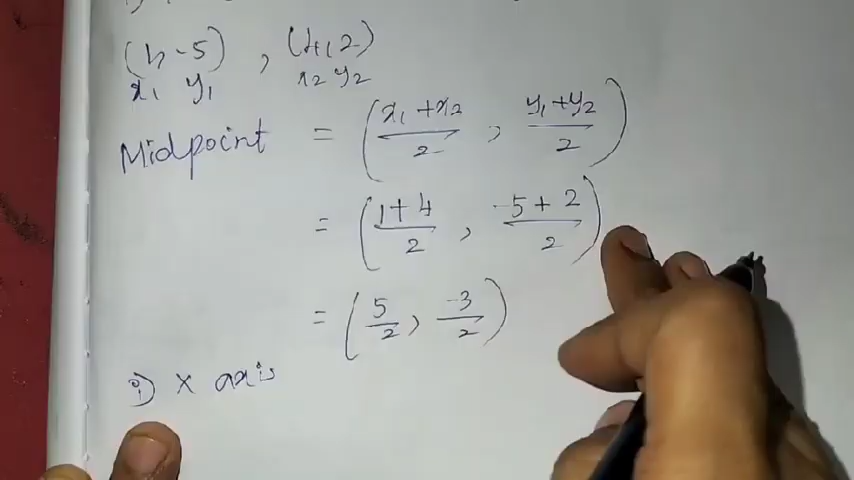 (1, -5) , (4, 2)
x₁ y₁ x₂ y₂
Midpoint = ( x₁ + x₂ / 2 , y₁ + y₂ / 2 )
= ( 1 + 4 / 2 , -5 + 2 / 2 )
= ( 5 / 2 , -3 / 2 )
i) X axis